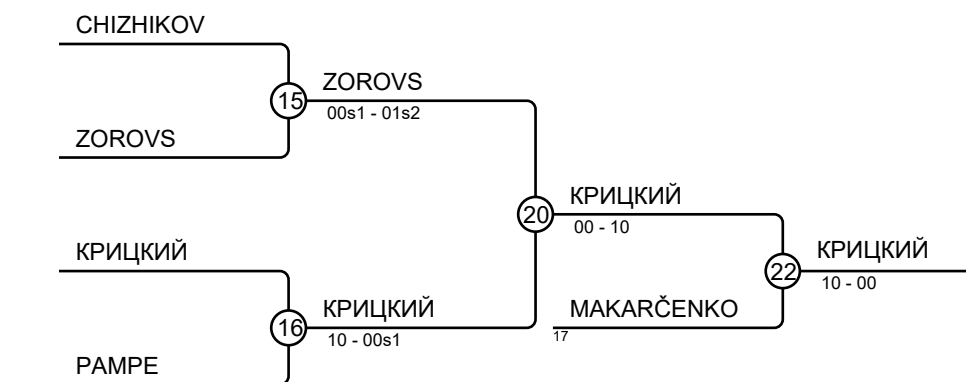 CHIZHIKOV
ZOROVS
15
00s1 - 01s2
ZOROVS
20
КРИЦКИЙ
00 - 10
КРИЦКИЙ
КРИЦКИЙ
22
10 - 00
КРИЦКИЙ
MAKARČENKO
16
10 - 00s1
17
PAMPE